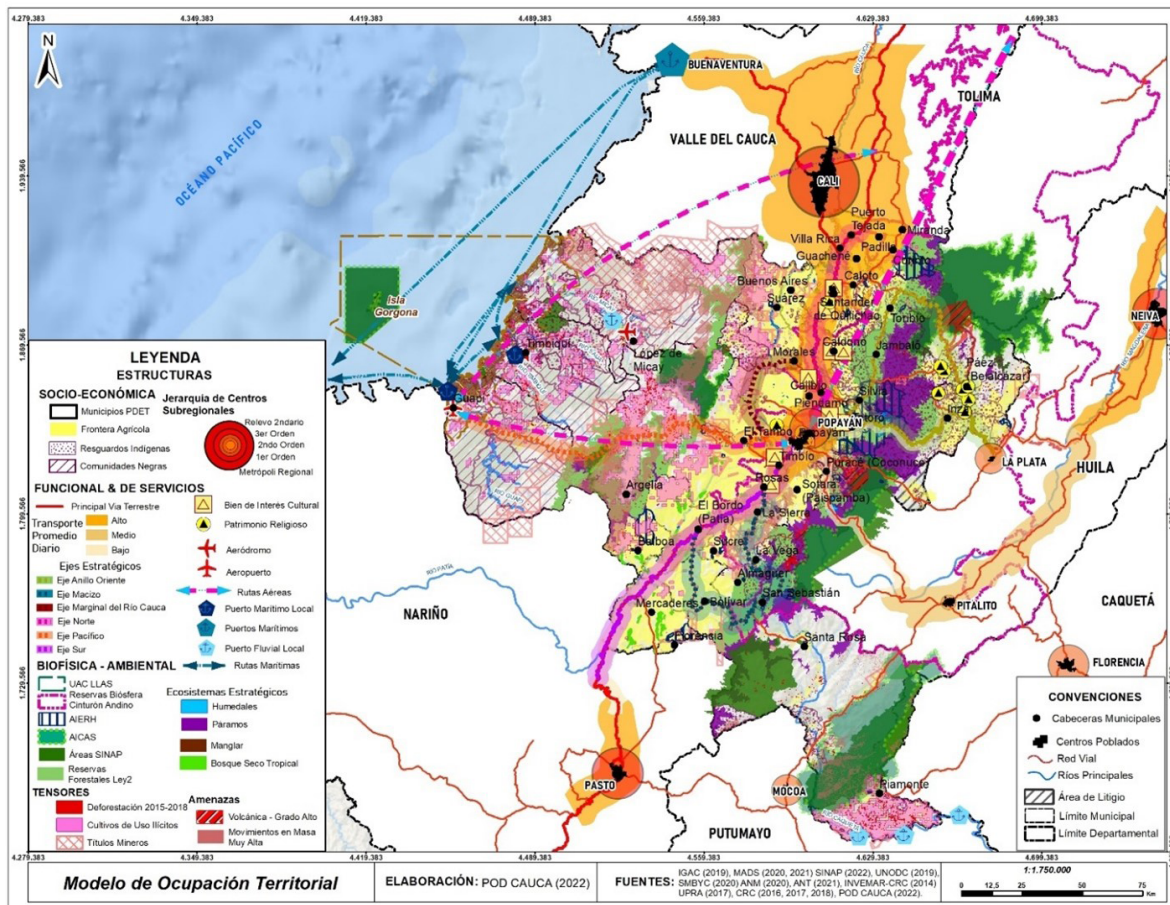 4.279.383 4.349.383 4.419.383 4.489.383 4.559.383 4.629.383 4.699.383
N
BUENAVENTURA
TOLIMA
VALLE DEL CAUCA
OCÉANO PACÍFICO
1.939.566
CALI
Puerto
Tejada
Miranda
Villa Rica
Padilla
Guachené
Corinto
Caloto
Buenos Aires
Suárez
Santander
de Quilichao
Toribio
Isla
Gorgona
NEIVA
1.869.566
Timbiquí
López de
Micay
Caldono
Jambaló
Morales
Páez
(Belalcazar)
Cajibío
Piendamo
Silvia
Inzá
Guapi
POPAYÁN
Totoro
El Tambo
Popayán
Timbío
Puracé (Coconuco)
LA PLATA
HUILA
Rosas
Sotara
(Paispamba)
Argelia
1.799.566
El Bordo
(Patía)
La Sierra
Balboa
Sucre
La Vega
RIO PATÍA
Almaguer
NARIÑO
Mercaderes
Bolívar
San Sebastián
PITALITO
CAQUETÁ
Florencia
Santa Rosa
FLORENCIA
1.729.566
PASTO
MOCOA
Piamonte
PUTUMAYO
LEYENDA
ESTRUCTURAS
SOCIO-ECONÓMICA
Municipios PDET
Frontera Agrícola
Resguardos Indígenas
Comunidades Negras
Jerarquia de Centros
Subregionales
Relevo 2ndario
3er Orden
2ndo Orden
1er Orden
Metrópoli Regional
FUNCIONAL & DE SERVICIOS
Principal Via Terrestre
Transporte
Promedio
Diario
Alto
Medio
Bajo
Ejes Estratégicos
Eje Anillo Oriente
Eje Macizo
Eje Marginal del Río Cauca
Eje Norte
Eje Pacífico
Eje Sur
Bien de Interés Cultural
Patrimonio Religioso
Aeródromo
Aeropuerto
Rutas Aéreas
Puerto Marítimo Local
Puertos Marítimos
Puerto Fluvial Local
Rutas Marítimas
BIOFÍSICA - AMBIENTAL
UAC LLAS
Reservas Biósfera
Cinturón Andino
AIERH
AICAS
Áreas SINAP
Reservas
Forestales Ley2
Ecosistemas Estratégicos
Humedales
Páramos
Manglar
Bosque Seco Tropical
TENSORES
Deforestación 2015-2018
Cultivos de Uso Ilícitos
Títulos Mineros
Amenazas
Volcánica - Grado Alto
Movimientos en Masa
Muy Alta
CONVENCIONES
Cabeceras Municipales
Centros Poblados
Red Vial
Ríos Principales
Área de Litigio
Límite Municipal
Límite Departamental
4.279.383 4.349.383 4.419.383 4.489.383 4.559.383 4.629.383 4.699.383
Modelo de Ocupación Territorial
ELABORACIÓN: POD CAUCA (2022)
FUENTES: IGAC (2019), MADS (2020, 2021) SINAP (2022), UNODC (2019),
SMBYC (2020) ANM (2020), ANT (2021), INVEMAR-CRC (2014)
UPRA (2017), CRC (2016, 2017, 2018), POD CAUCA (2022).
1:1.750.000
0 12,5 25 50 75
Km